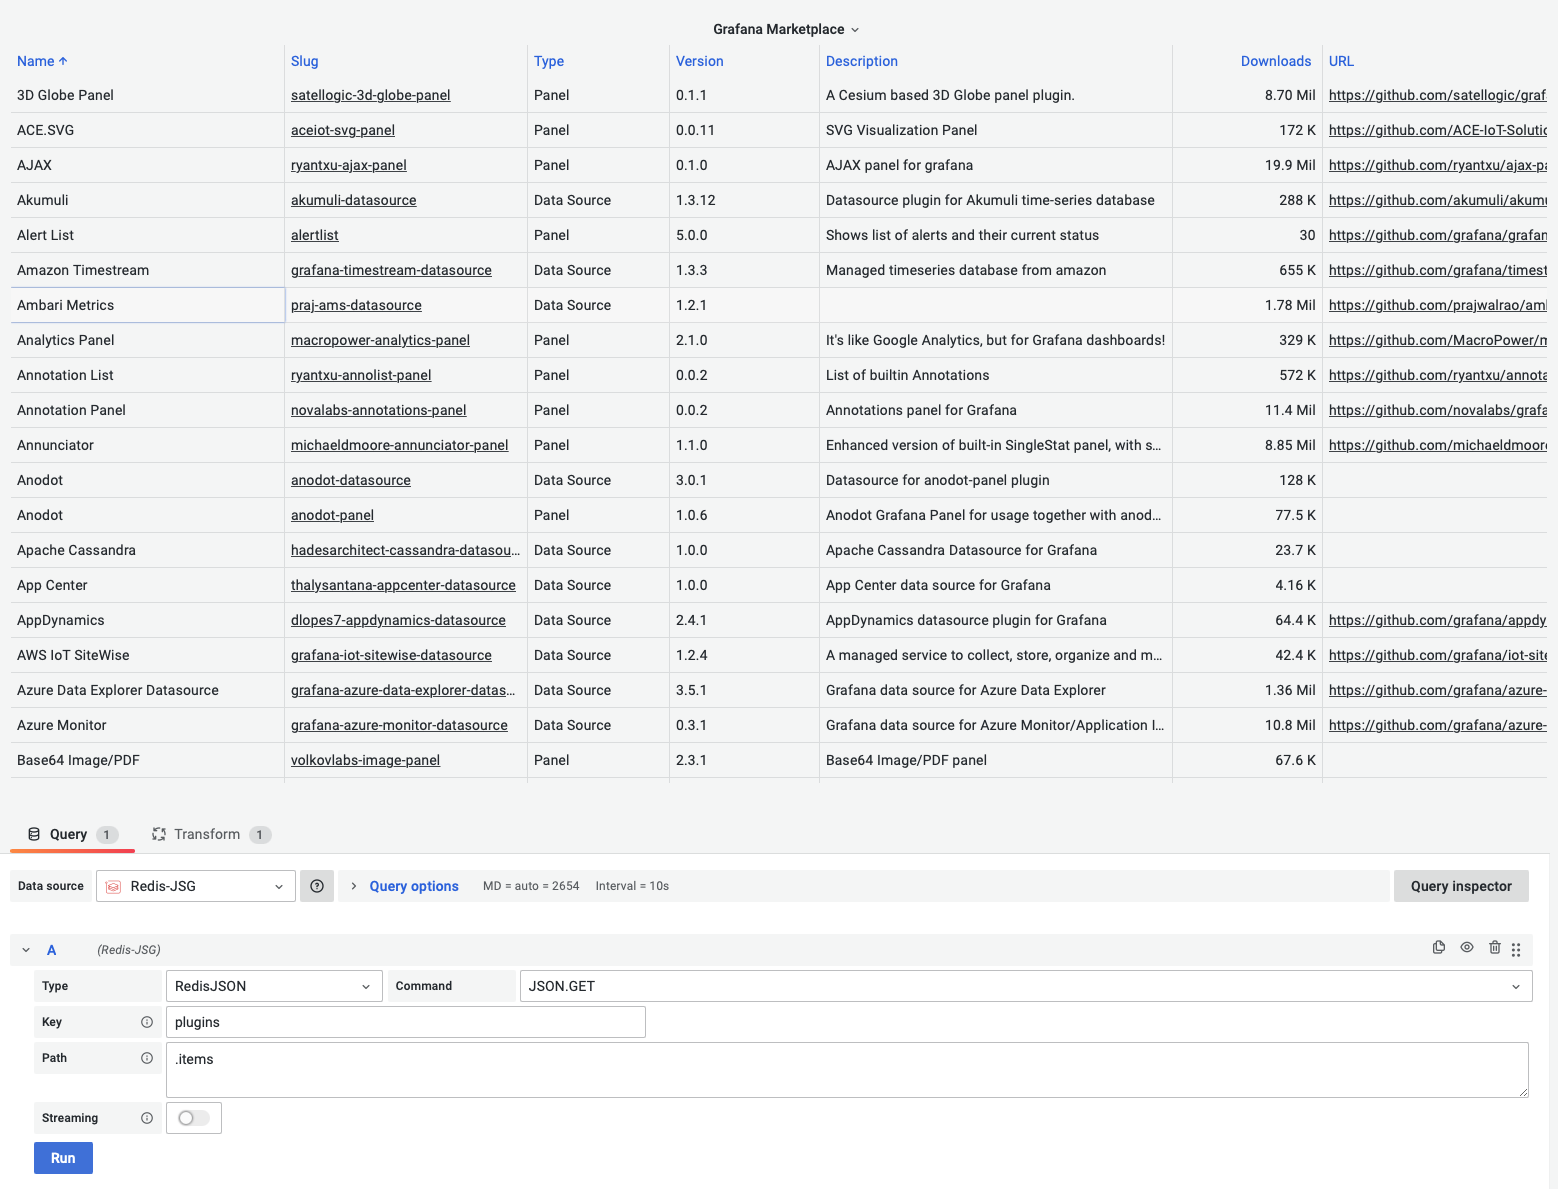 Grafana Marketplace
Name Slug Type Version Description Downloads URL
3D Globe Panel satellogic-3d-globe-panel Panel 0.1.1 A Cesium based 3D Globe panel plugin. 8.70 Mil https://github.com/satellogic/graf
ACE.SVG aceiot-svg-panel Panel 0.0.11 SVG Visualization Panel 172 K https://github.com/ACE-IoT-Solutio
AJAX ryantxu-ajax-panel Panel 0.1.0 AJAX panel for grafana 19.9 Mil https://github.com/ryantxu/ajax-pa
Akumuli akumuli-datasource Data Source 1.3.12 Datasource plugin for Akumuli time-series database 288 K https://github.com/akumuli/akumu
Alert List alertlist Panel 5.0.0 Shows list of alerts and their current status 30 https://github.com/grafana/grafan
Amazon Timestream grafana-timestream-datasource Data Source 1.3.3 Managed timeseries database from amazon 655 K https://github.com/grafana/timest
Ambari Metrics praj-ams-datasource Data Source 1.2.1 1.78 Mil https://github.com/prajwalrao/aml
Analytics Panel macropower-analytics-panel Panel 2.1.0 It's like Google Analytics, but for Grafana dashboards! 329 K https://github.com/MacroPower/m
Annotation List ryantxu-annolist-panel Panel 0.0.2 List of builtin Annotations 572 K https://github.com/ryantxu/annota
Annotation Panel novalabs-annotations-panel Panel 0.0.2 Annotations panel for Grafana 11.4 Mil https://github.com/novalabs/grafa
Annunciator michaeldmoore-annunciator-panel Panel 1.1.0 Enhanced version of built-in SingleStat panel, with s... 8.85 Mil https://github.com/michaeldmoore
Anodot anodot-datasource Data Source 3.0.1 Datasource for anodot-panel plugin 128 K
Anodot anodot-panel Panel 1.0.6 Anodot Grafana Panel for usage together with anod... 77.5 K
Apache Cassandra hadesarchitect-cassandra-datasou... Data Source 1.0.0 Apache Cassandra Datasource for Grafana 23.7 K
App Center thalysantana-appcenter-datasource Data Source 1.0.0 App Center data source for Grafana 4.16 K
AppDynamics dlopes7-appdynamics-datasource Data Source 2.4.1 AppDynamics datasource plugin for Grafana 64.4 K https://github.com/grafana/appdy
AWS IoT SiteWise grafana-iot-sitewise-datasource Data Source 1.2.4 A managed service to collect, store, organize and m... 42.4 K https://github.com/grafana/iot-site
Azure Data Explorer Datasource grafana-azure-data-explorer-datas... Data Source 3.5.1 Grafana data source for Azure Data Explorer 1.36 Mil https://github.com/grafana/azure-
Azure Monitor grafana-azure-monitor-datasource Data Source 0.3.1 Grafana data source for Azure Monitor/Application I... 10.8 Mil https://github.com/grafana/azure-
Base64 Image/PDF volkovlabs-image-panel Panel 2.3.1 Base64 Image/PDF panel 67.6 K
Query 1 Transform 1
Data source Redis-JSG Query options MD = auto = 2654 Interval = 10s Query inspector
A (Redis-JSG)
Type RedisJSON Command JSON.GET
Key plugins
Path .items
Streaming
Run